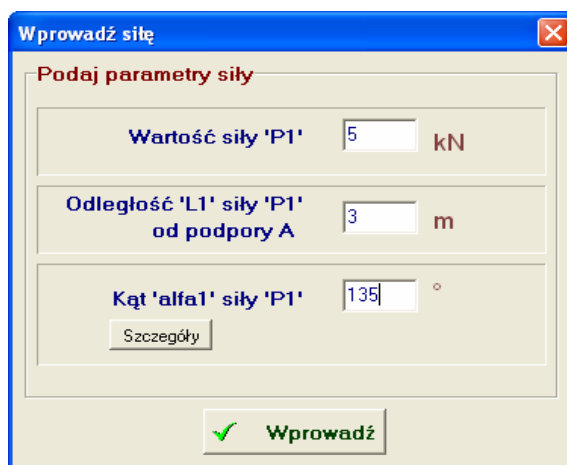 Wprowadź siłę
Podaj parametry siły
Wartość siły 'P1'
5
kN
Odległość 'L1' siły 'P1'
od podpory A
3
m
Kąt 'alfa1' siły 'P1'
135
°
Szczegóły
Wprowadź